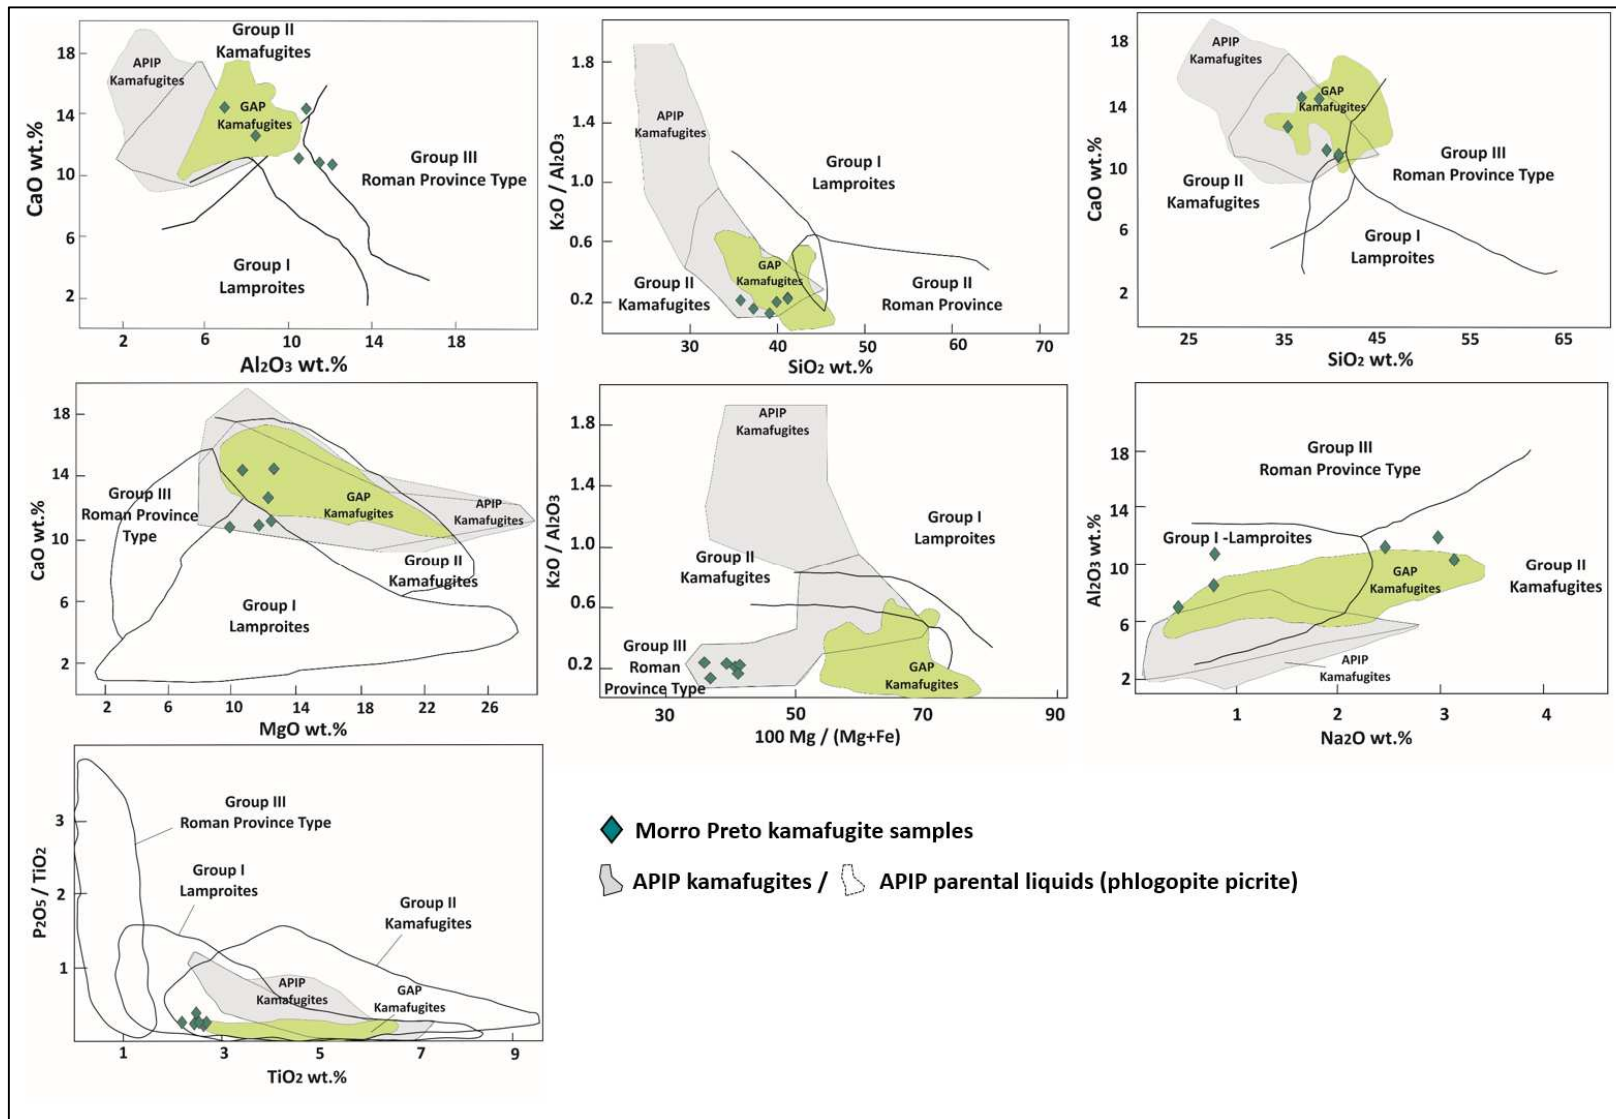 CaO wt.%
18
14
10
6
2
Group II
Kamafugites
APIP
Kamafugites
GAP
Kamafugites
Group III
Roman Province Type
Group I
Lamproites
2
6
10
14
18
Al2O3 wt.%
K2O / Al2O3
1.8
1.4
1.0
0.6
0.2
APIP
Kamafugites
Group I
Lamproites
GAP
Kamafugites
Group II
Kamafugites
Group II
Roman Province
30
40
50
60
70
SiO2 wt.%
CaO wt.%
18
14
10
6
2
APIP
Kamafugites
GAP
Kamafugites
Group III
Roman Province Type
Group II
Kamafugites
Group I
Lamproites
25
35
45
55
65
SiO2 wt.%
CaO wt.%
18
14
10
6
2
Group III
Roman Province
Type
GAP
Kamafugites
APIP
Kamafugites
Group II
Kamafugites
Group I
Lamproites
2
6
10
14
18
22
26
MgO wt.%
K2O / Al2O3
1.8
1.4
1.0
0.6
0.2
APIP
Kamafugites
Group I
Lamproites
Group II
Kamafugites
Group III
Roman
Province Type
GAP
Kamafugites
30
50
70
90
100 Mg / (Mg+Fe)
Al2O3 wt.%
18
14
10
6
2
Group III
Roman Province Type
Group I -Lamproites
GAP
Kamafugites
Group II
Kamafugites
APIP
Kamafugites
1
2
3
4
Na2O wt.%
P2O5 / TiO2
3
2
1
Group III
Roman Province Type
Group I
Lamproites
Group II
Kamafugites
APIP
Kamafugites
GAP
Kamafugites
1
3
5
7
9
TiO2 wt.%
Morro Preto kamafugite samples
APIP kamafugites / APIP parental liquids (phlogopite picrite)